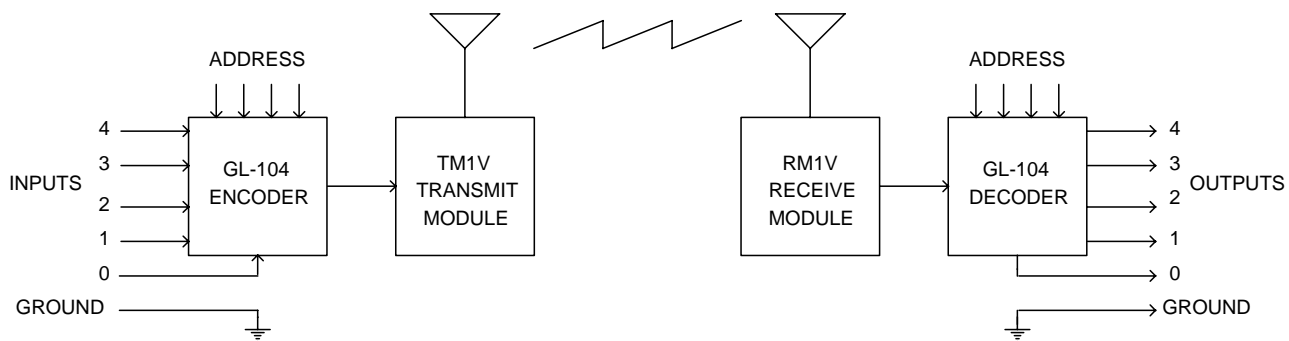 ADDRESS
4
3
INPUTS
2
1
0
GROUND
GL-104
ENCODER
TM1V
TRANSMIT
MODULE
RM1V
RECEIVE
MODULE
ADDRESS
GL-104
DECODER
4
3
OUTPUTS
2
1
0
GROUND